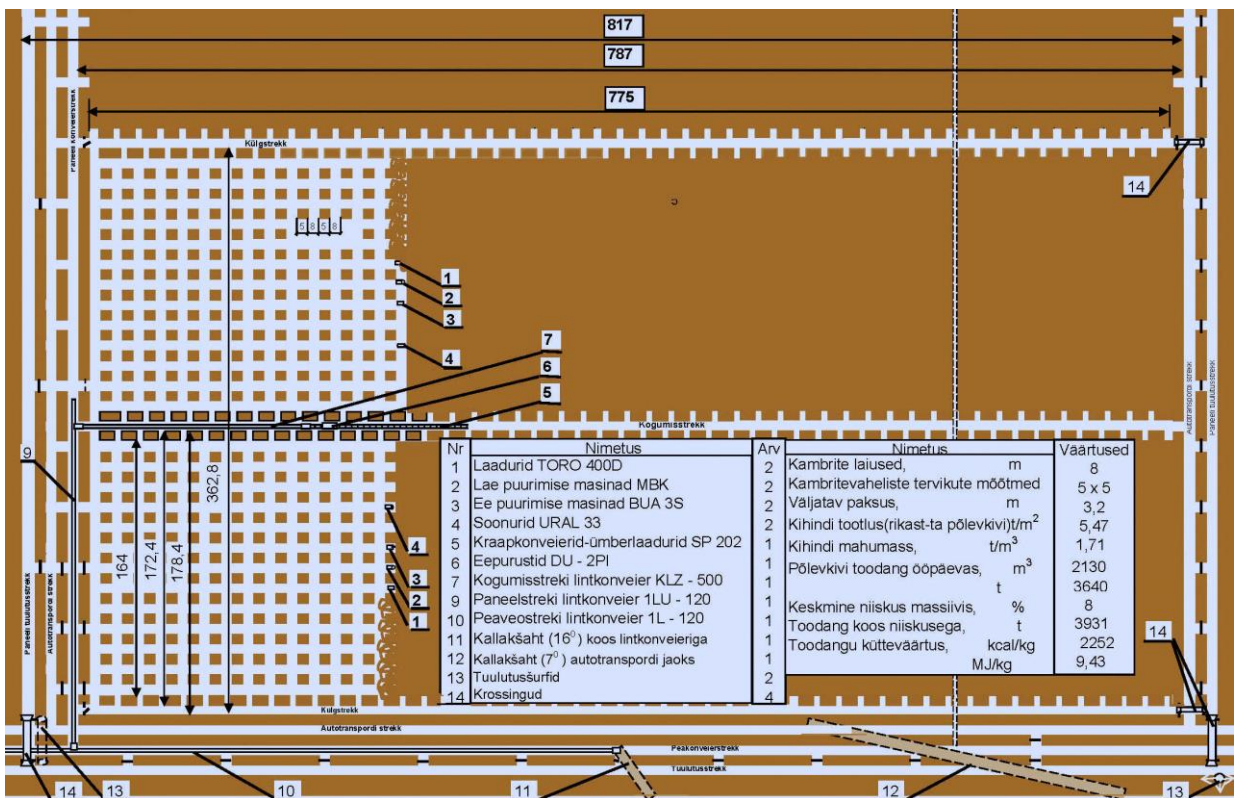 817
787
775
Paneeli konveierstrekk
Külgstrekk
14
5 8 5 8
1
2
3
4
7
6
5
Kogumisstrekk
Autotranspordi strekk
Paneeli tuulutusstrekk
9
362,8
164
172,4
178.4
4
3
2
1
Nr Nimetus Arv Nimetus Väärtused
1 Laadurid TORO 400D 2 Kambrite laiused, m 8
2 Lae puurimise masinad MBK 2 Kambritevaheliste tervikute mõõtmed 5 x 5
3 Ee puurimise masinad BUA 3S 2 Väljatav paksus, m 3,2
4 Soonurid URAL 33 2 Kihindi tootlus(rikast-ta põlevkivi)t/m² 5,47
5 Kraapkonveierid-ümberlaadurid SP 202 1 Kihindi mahumass, t/m³ 1,71
6 Eepurustid DU - 2PI 1 Põlevkivi toodang ööpäevas, m³ 2130
7 Kogumisstreki lintkonveier KLZ - 500 1 t 3640
9 Paneelstreki lintkonveier 1LU - 120 1 Keskmine niiskus massiivis, % 8
10 Peaveostreki lintkonveier 1L - 120 1 Toodang koos niiskusega, t 3931
11 Kallakšaht (16⁰) koos lintkonveieriga 1 Toodangu kütteväärtus, kcal/kg 2252
12 Kallakšaht (7⁰) autotranspordi jaoks 1 MJ/kg 9,43
13 Tuulutusšurfid 2
14 Krossingud 4
14
Paneeli tuulutusstrekk
Autotranspordi strekk
Kulgstrekk
Autotranspordi strekk
Peakonveierstrekk
Tuulutusstrekk
14
13
10
11
12
13